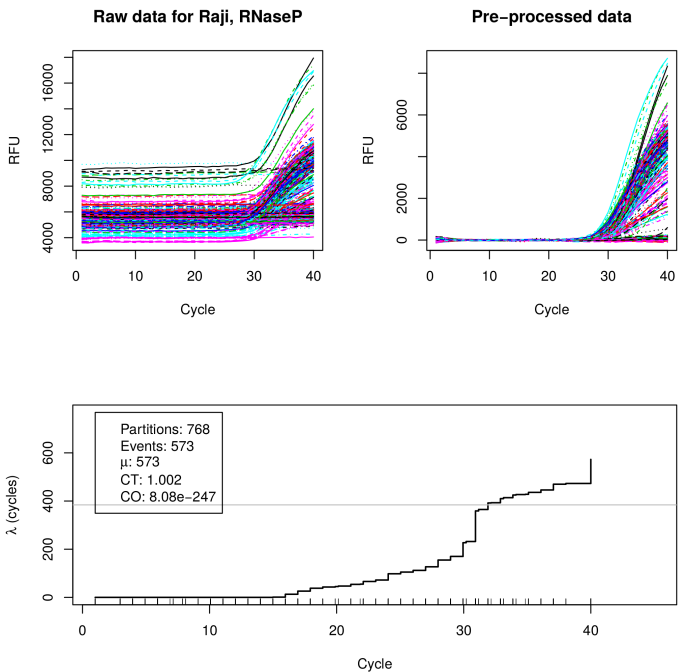 Raw data for Raji, RNaseP
Pre−processed data
RFU
4000
8000
12000
16000
0
10
20
30
40
Cycle
RFU
0
2000
6000
0
10
20
30
40
Cycle
λ (cycles)
0
200
400
600
Partitions: 768
Events: 573
μ: 573
CT: 1.002
CO: 8.08e−247
0
10
20
30
40
Cycle